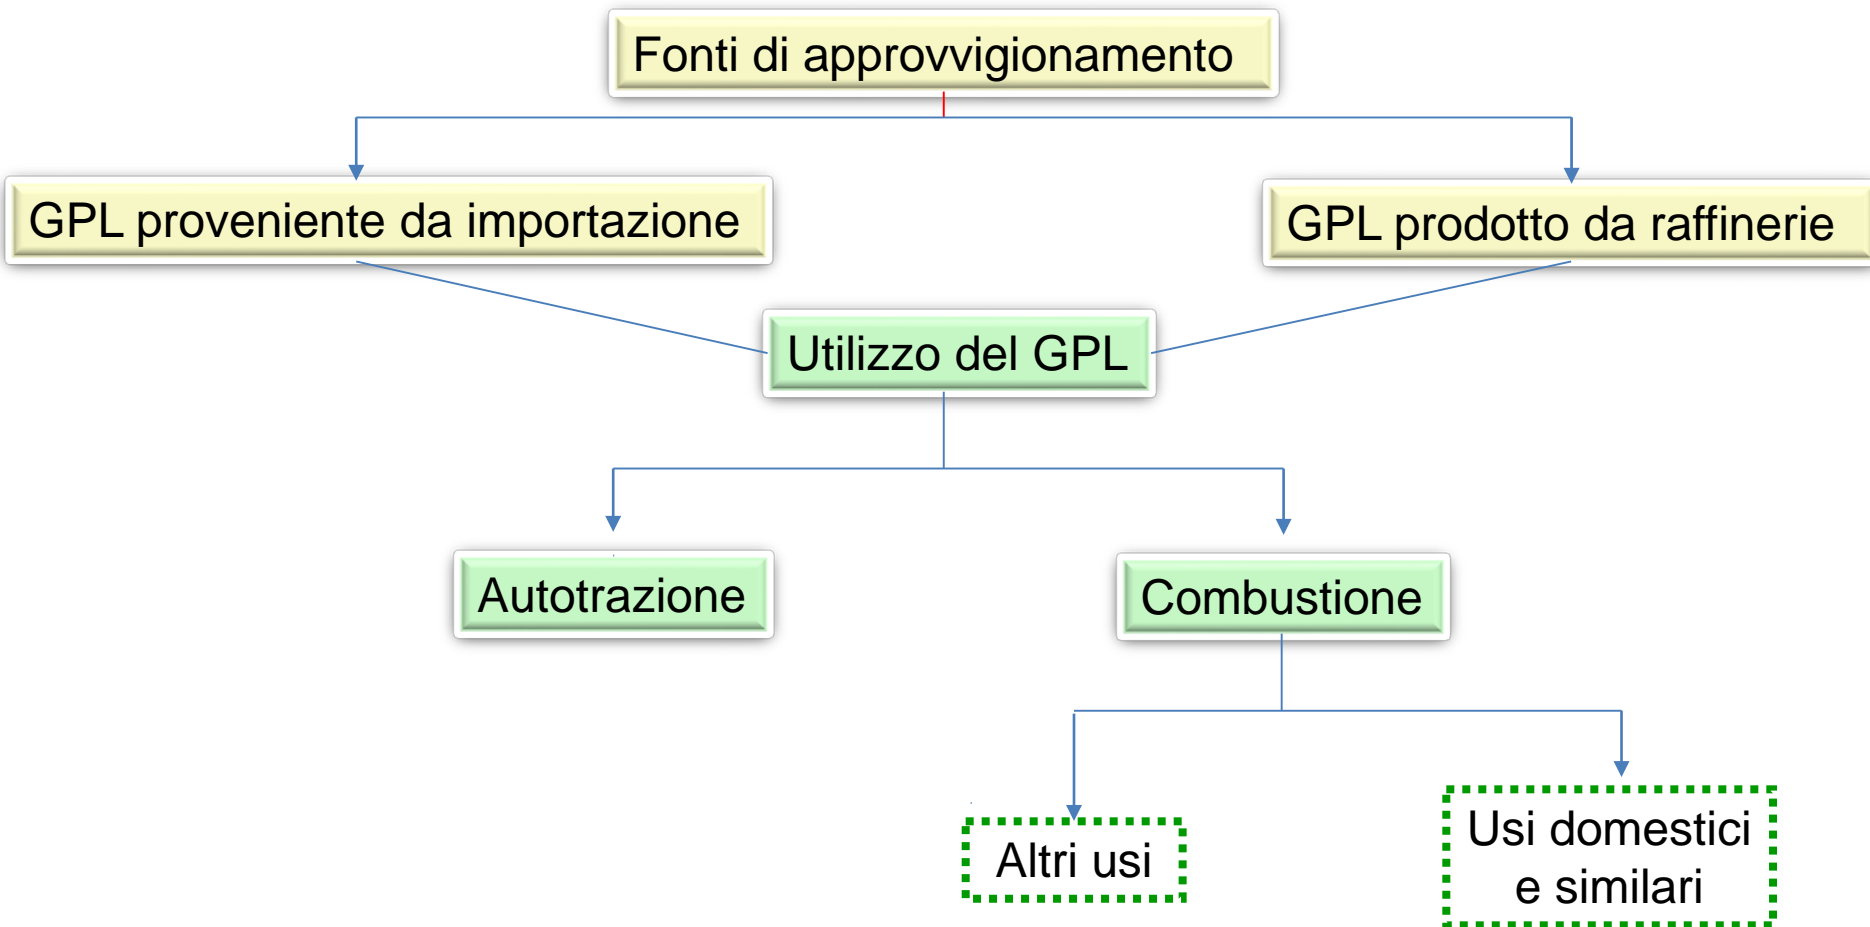 Fonti di approvvigionamento
GPL proveniente da importazione
GPL prodotto da raffinerie
Utilizzo del GPL
Autotrazione
Combustione
Altri usi
Usi domestici
e similari